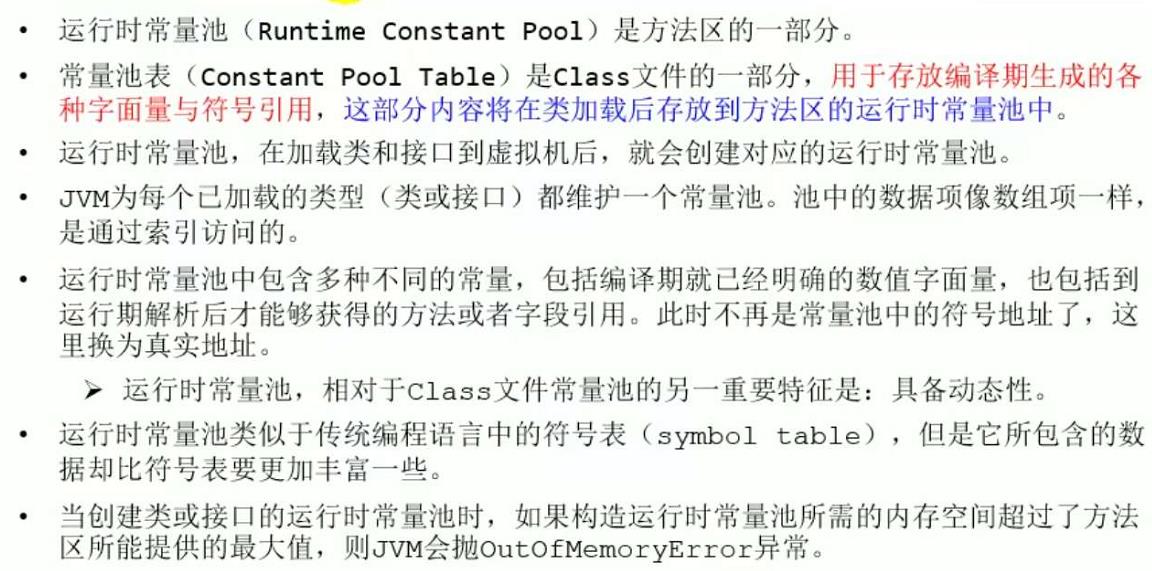 • 运行时常量池（Runtime Constant Pool）是方法区的一部分。
• 常量池表（Constant Pool Table）是Class文件的一部分，用于存放编译期生成的各
种字面量与符号引用，这部分内容将在类加载后存放到方法区的运行时常量池中。
• 运行时常量池，在加载类和接口到虚拟机后，就会创建对应的运行时常量池。
• JVM为每个已加载的类型（类或接口）都维护一个常量池。池中的数据项像数组项一样，
是通过索引访问的。
• 运行时常量池中包含多种不同的常量，包括编译期就已经明确的数值字面量，也包括到
运行期解析后才能够获得的方法或者字段引用。此时不再是常量池中的符号地址了，这
里换为真实地址。
➢ 运行时常量池，相对于Class文件常量池的另一重要特征是：具备动态性。
• 运行时常量池类似于传统编程语言中的符号表（symbol table），但是它所包含的数
据却比符号表要更加丰富一些。
• 当创建类或接口的运行时常量池时，如果构造运行时常量池所需的内存空间超过了方法
区所能提供的最大值，则JVM会抛OutOfMemoryError异常。